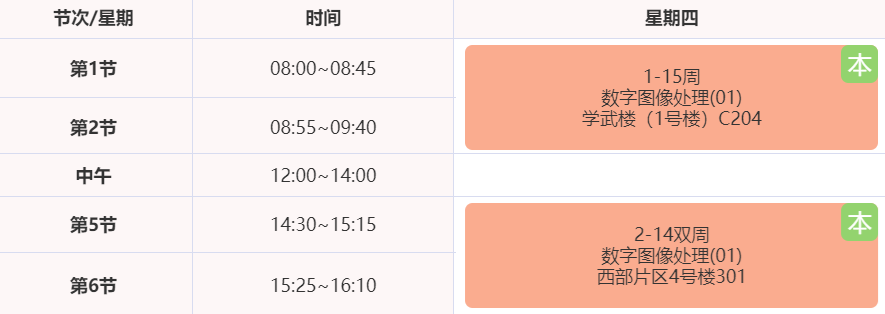 节次/星期 时间 星期四
第1节 08:00~08:45
本
1-15周
数字图像处理(01)
学武楼（1号楼）C204
第2节 08:55~09:40
中午 12:00~14:00
第5节 14:30~15:15
本
2-14双周
数字图像处理(01)
西部片区4号楼301
第6节 15:25~16:10